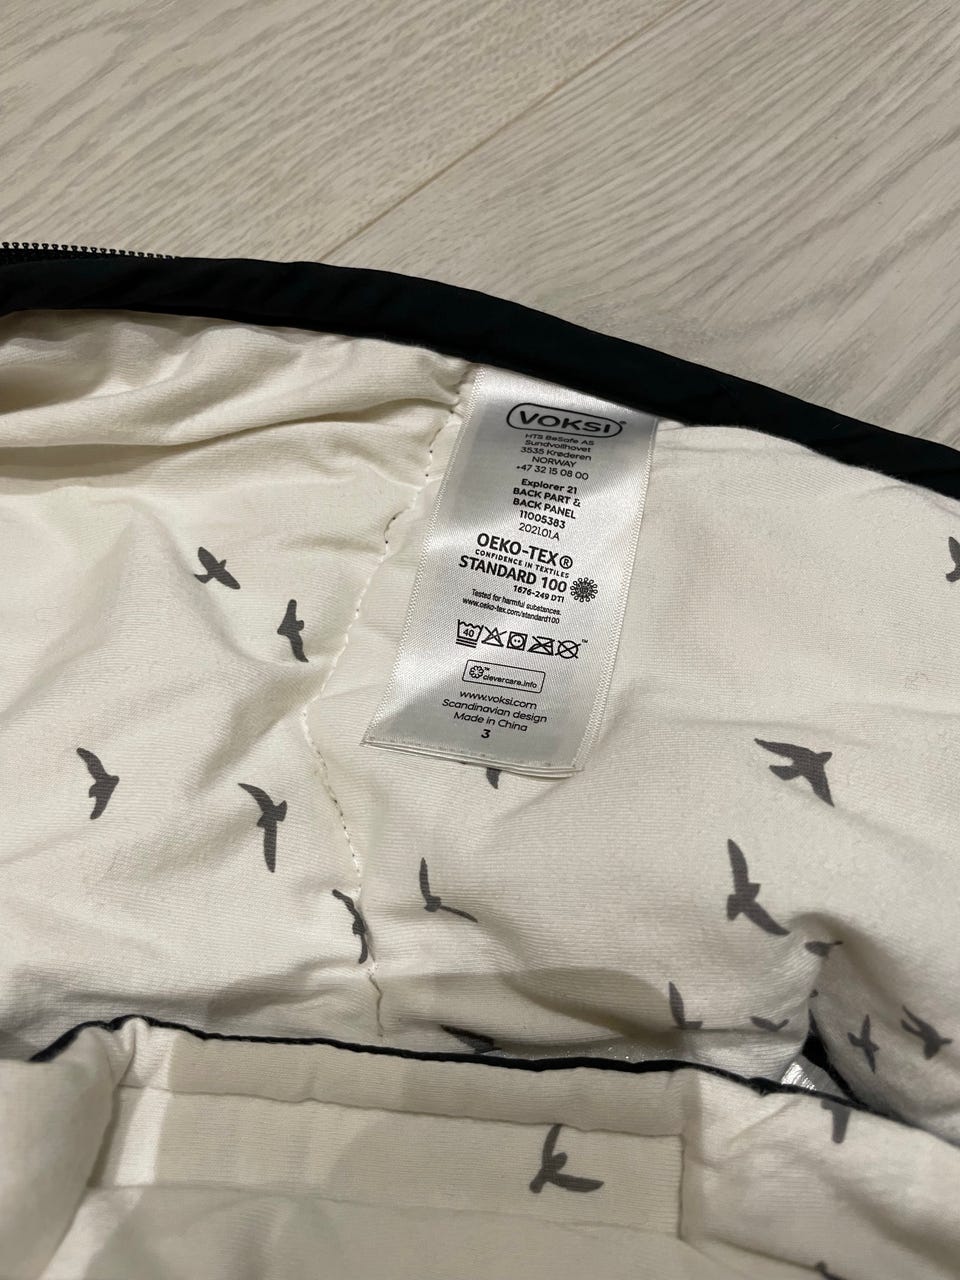 VOKSI®
HTS BeSafe AS
Sundvollhovet
3535 Krøderen
NORWAY
+47 32 15 08 00
Explorer 21
BACK PART &
BACK PANEL
11005383
2021.01.A
OEKO-TEX®
CONFIDENCE IN TEXTILES
STANDARD 100
1676-249 DTI
Tested for harmful substances.
www.oeko-tex.com/standard100
40 ™
™ clevercare.info
www.voksi.com
Scandinavian design
Made in China
3